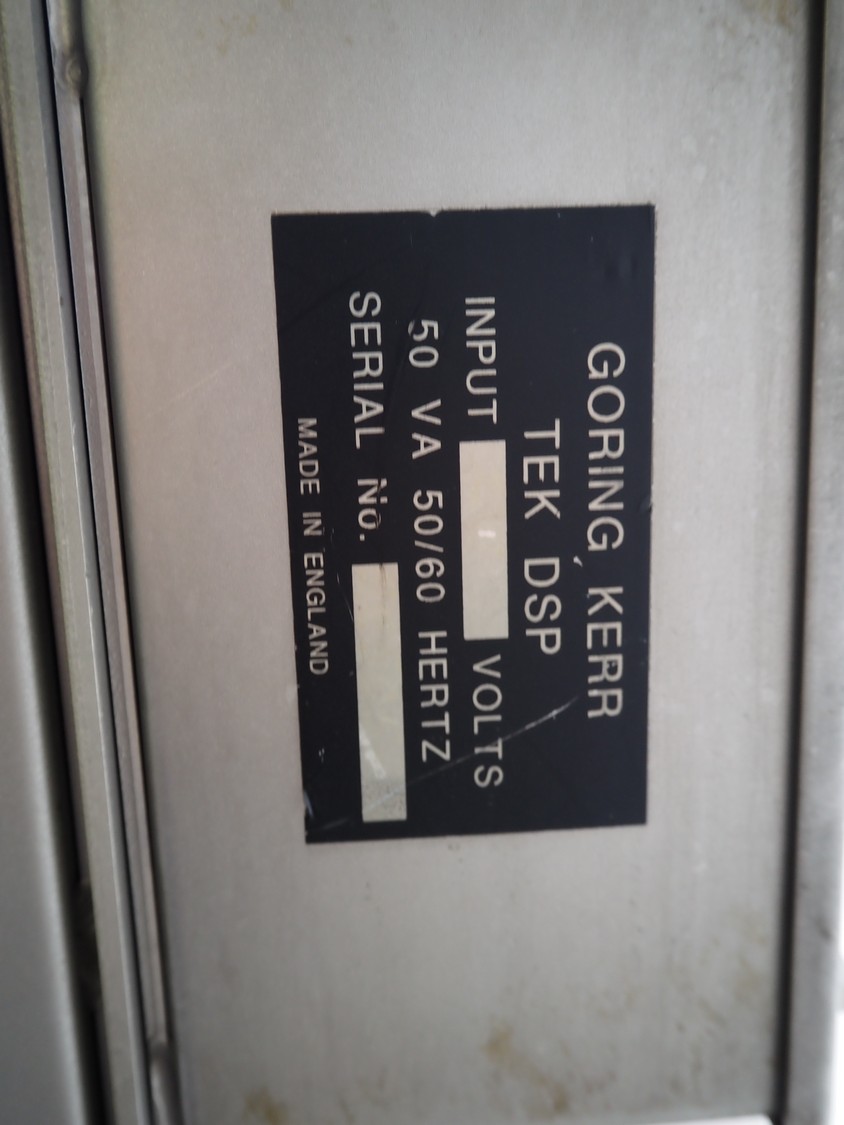 GORING KERR
TEK DSP
INPUT VOLTS
50 VA 50/60 HERTZ
SERIAL No.
MADE IN ENGLAND